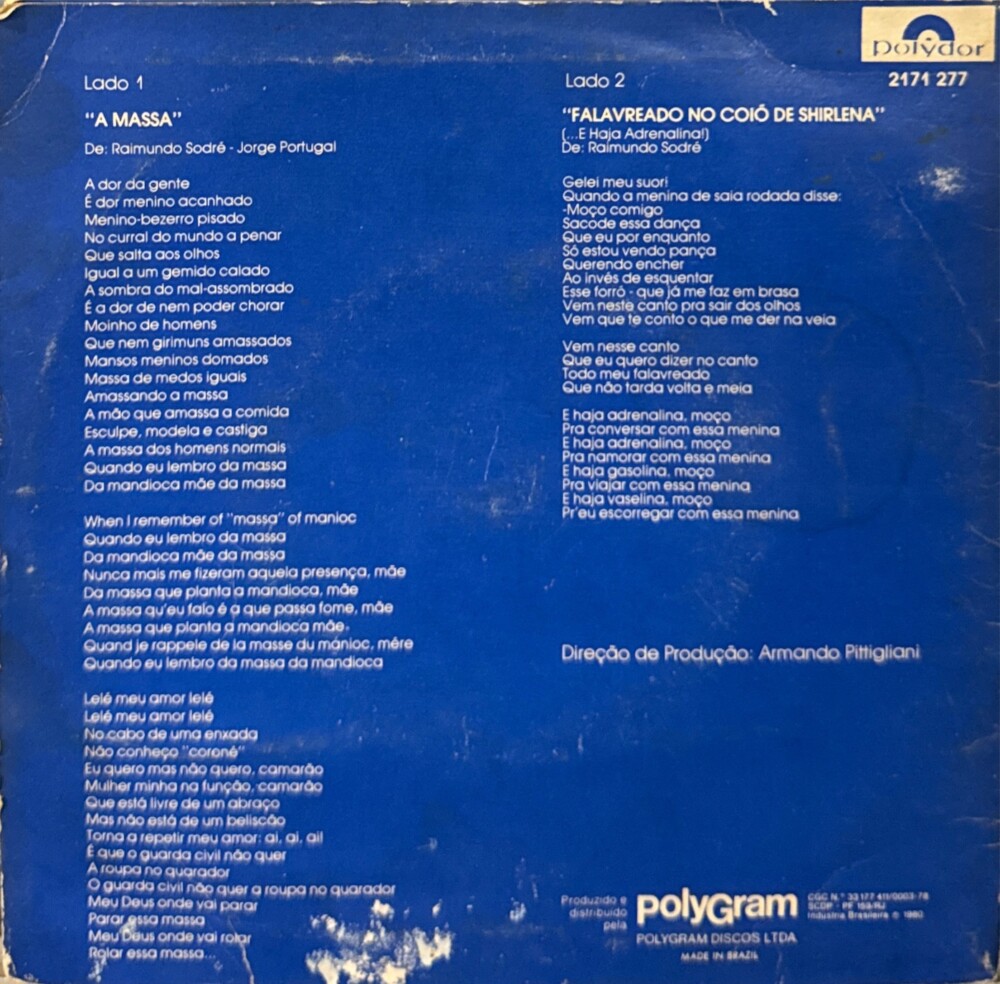 polydor
2171 277
Lado 1
"A MASSA"
De: Raimundo Sodré - Jorge Portugal
A dor da gente
É dor menino acanhado
Menino-bezerro pisado
No curral do mundo a penar
Que salta aos olhos
Igual a um gemido calado
A sombra do mal-assombrado
É a dor de nem poder chorar
Moinho de homens
Que nem girimuns amassados
Mansos meninos domados
Massa de medos iguais
Amassando a massa
A mão que amassa a comida
Esculpe, modela e castiga
A massa dos homens normais
Quando eu lembro da massa
Da mandioca mãe da massa
When I remember of "massa" of manioc
Quando eu lembro da massa
Da mandioca mãe da massa
Nunca mais me fizeram aquela presença, mãe
Da massa que planta a mandioca, mãe
A massa qu'eu falo é a que passa fome, mãe
A massa que planta a mandioca mãe
Quand je rappele de la masse du manioc, mére
Quando eu lembro da massa da mandioca
Lelé meu amor lelé
Lelé meu amor lelé
No cabo de uma enxada
Não conheço "coroné"
Eu quero mas não quero, camarão
Mulher minha na função, camarão
Que está livre de um abraço
Mas não está de um beliscão
Torna a repetir meu amor: ai, ai, ai!
É que o guarda civil não quer
A roupa no quarador
O guarda civil não quer a roupa no quarador
Meu Deus onde vai parar
Parar essa massa
Meu Deus onde vai rolar
Rolar essa massa...
Lado 2
"FALAVREADO NO COIÓ DE SHIRLENA"
(...E Haja Adrenalina!)
De: Raimundo Sodré
Gelei meu suor!
Quando a menina de saia rodada disse:
-Moço comigo
Sacode essa dança
Que eu por enquanto
Só estou vendo pança
Querendo encher
Ao invés de esquentar
Esse forró - que já me faz em brasa
Vem neste canto pra sair dos olhos
Vem que te conto o que me der na veia
Vem nesse canto
Que eu quero dizer no canto
Todo meu falavreado
Que não tarda volta e meia
E haja adrenalina, moço
Pra conversar com essa menina
E haja adrenalina, moço
Pra namorar com essa menina
E haja gasolina, moço
Pra viajar com essa menina
E haja vaselina, moço
Pr'eu escorregar com essa menina
Direção de Produção: Armando Pittigliani
Produzido e
distribuido
pela
polyGram
POLYGRAM DISCOS LTDA
MADE IN BRAZIL
CGC N.º 33 177 411/0003-78
SCDP - PF 153/RJ
Indústria Brasileira © 1980